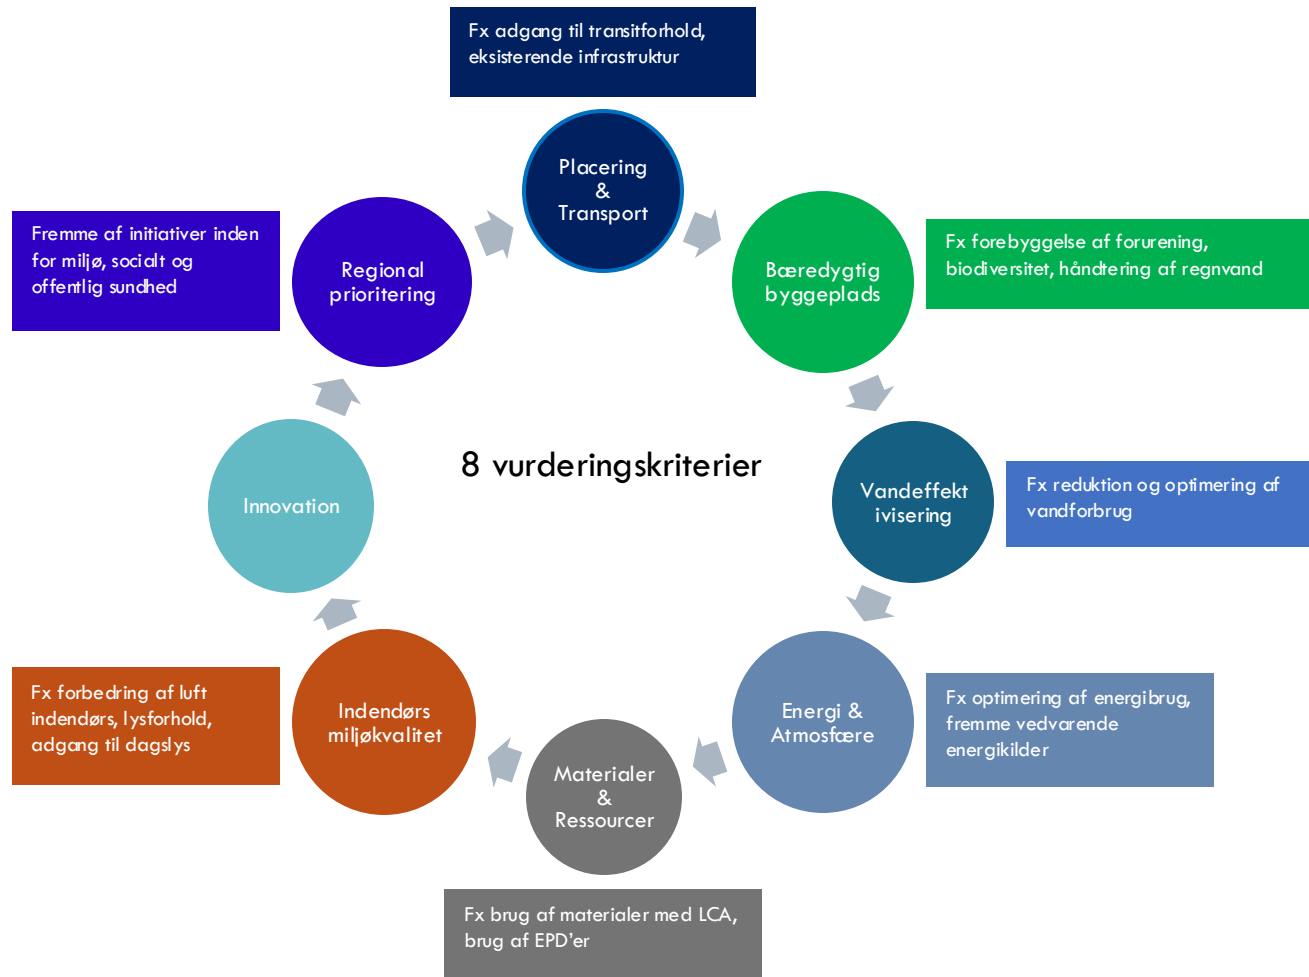 Fx adgang til transitforhold,
eksisterende infrastruktur
Placering
&
Transport
Fremme af initiativer inden
for miljø, socialt og
offentlig sundhed
Regional
prioritering
Bæredygtig
byggeplads
Fx forebyggelse af forurening,
biodiversitet, håndtering af regnvand
8 vurderingskriterier
Innovation
Vandeffekt
ivisering
Fx reduktion og optimering af
vandforbrug
Fx forbedring af luft
indendørs, lysforhold,
adgang til dagslys
Indendørs
miljøkvalitet
Materialer
&
Ressourcer
Energi &
Atmosfære
Fx optimering af energibrug,
fremme vedvarende
energikilder
Fx brug af materialer med LCA,
brug af EPD’er